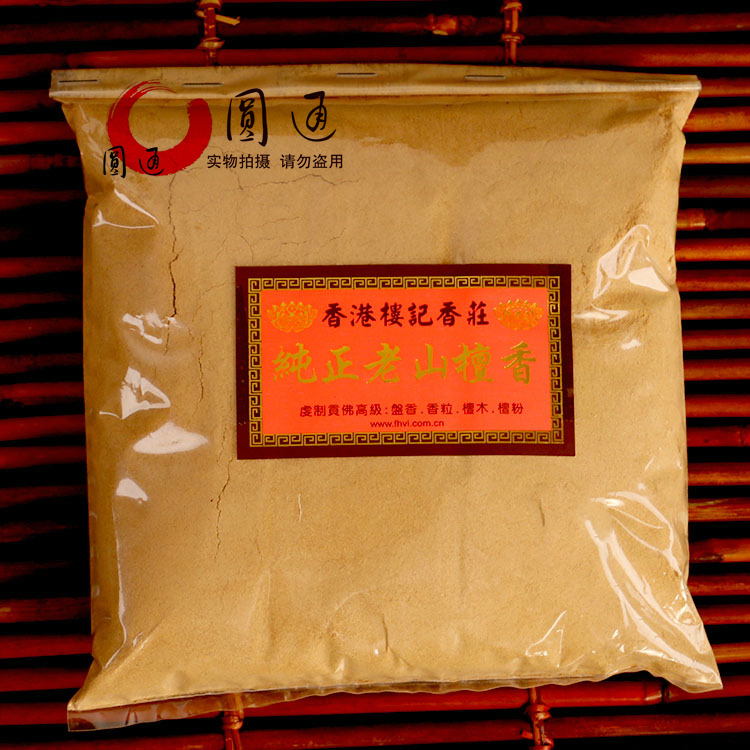 圓通
圓通
实物拍摄 请勿盗用
香港樓記香莊
純正老山檀香
虔制貢佛高級:盤香.香粒.檀木.檀粉
www.fhvi.com.cn